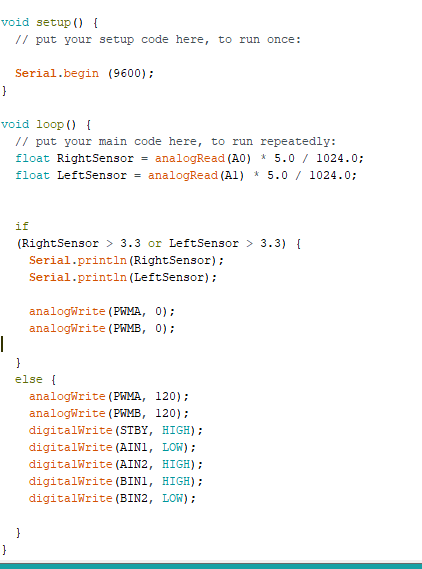 void setup() {
// put your setup code here, to run once:
Serial.begin (9600);
}
void loop() {
// put your main code here, to run repeatedly:
float RightSensor = analogRead(A0) * 5.0 / 1024.0;
float LeftSensor = analogRead(A1) * 5.0 / 1024.0;
if
(RightSensor > 3.3 or LeftSensor > 3.3) {
Serial.println(RightSensor);
Serial.println(LeftSensor);
analogWrite(PWMA, 0);
analogWrite(PWMB, 0);
}
else {
analogWrite(PWMA, 120);
analogWrite(PWMB, 120);
digitalWrite(STBY, HIGH);
digitalWrite(AIN1, LOW);
digitalWrite(AIN2, HIGH);
digitalWrite(BIN1, HIGH);
digitalWrite(BIN2, LOW);
}
}